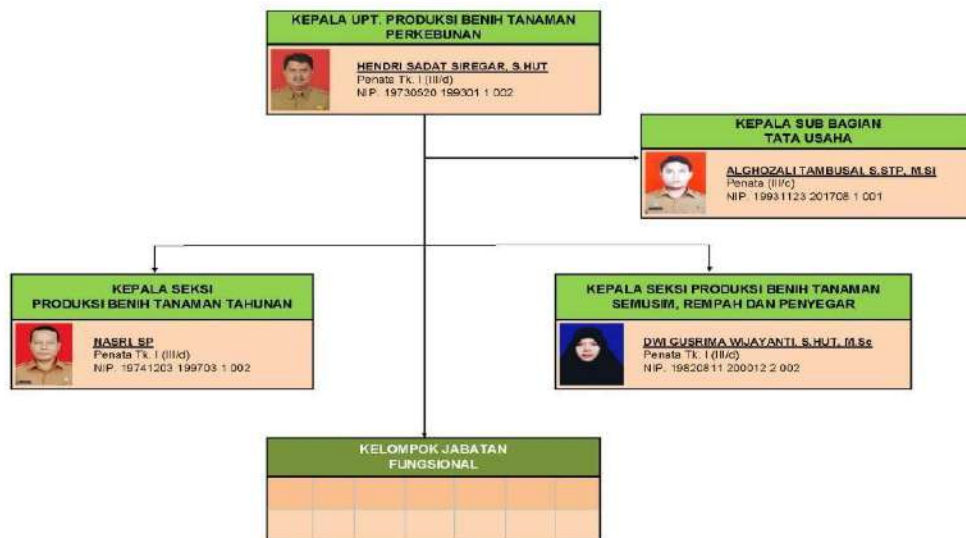 KEPALA UPT. PRODUKSI BENIH TANAMAN
PERKEBUNAN
HENDRI SADAT SIREGAR, S.HUT
Penata Tk. I (III/d)
NIP. 19730520 199301 1 002
KEPALA SUB BAGIAN
TATA USAHA
ALGHOZALI TAMBUSAI, S.STP, M.Si
Penata (III/c)
NIP. 19931123 201708 1 001
KEPALA SEKSI
PRODUKSI BENIH TANAMAN TAHUNAN
NASRI, SP
Penata Tk. I (III/d)
NIP. 19741203 199703 1 002
KEPALA SEKSI PRODUKSI BENIH TANAMAN
SEMUSIM, REMPAH DAN PENYEGAR
DWI GUSRIMA WIJAYANTI, S.HUT, M.Sc
Penata Tk. I (III/d)
NIP. 19820811 200012 2 002
KELOMPOK JABATAN
FUNGSIONAL